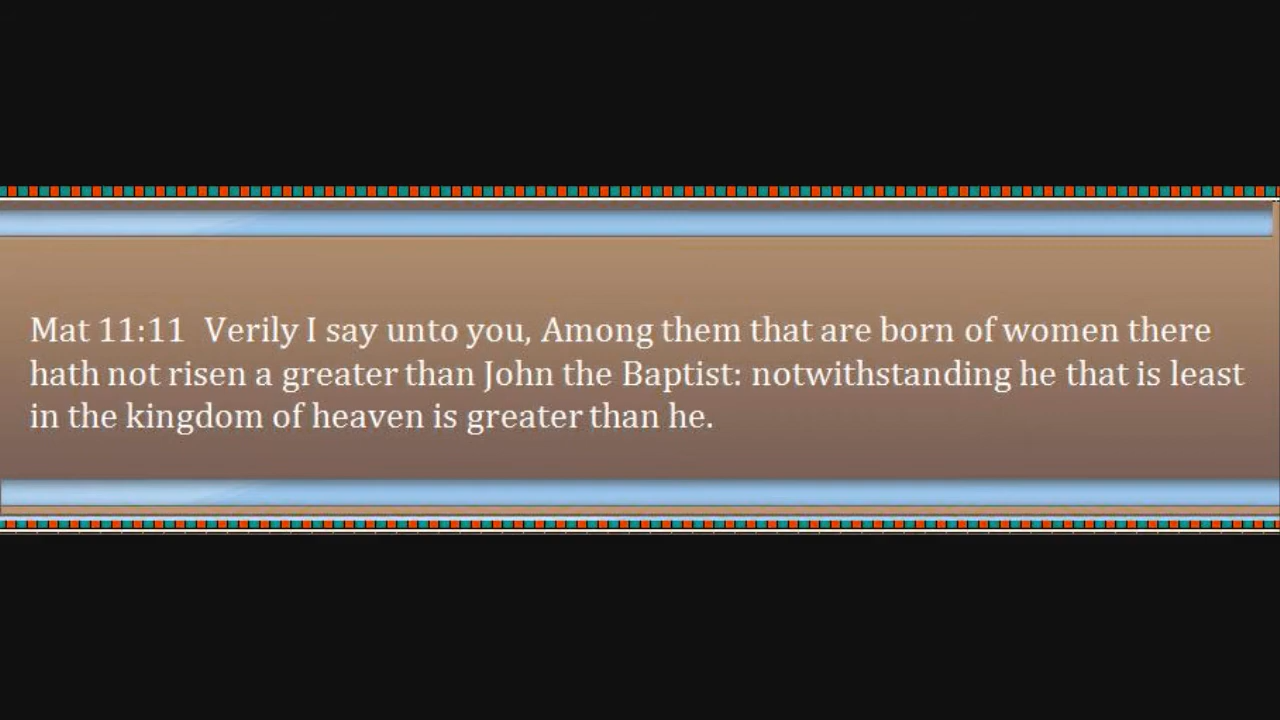 Mat 11:11 Verily I say unto you, Among them that are born of women there
hath not risen a greater than John the Baptist: notwithstanding he that is least
in the kingdom of heaven is greater than he.